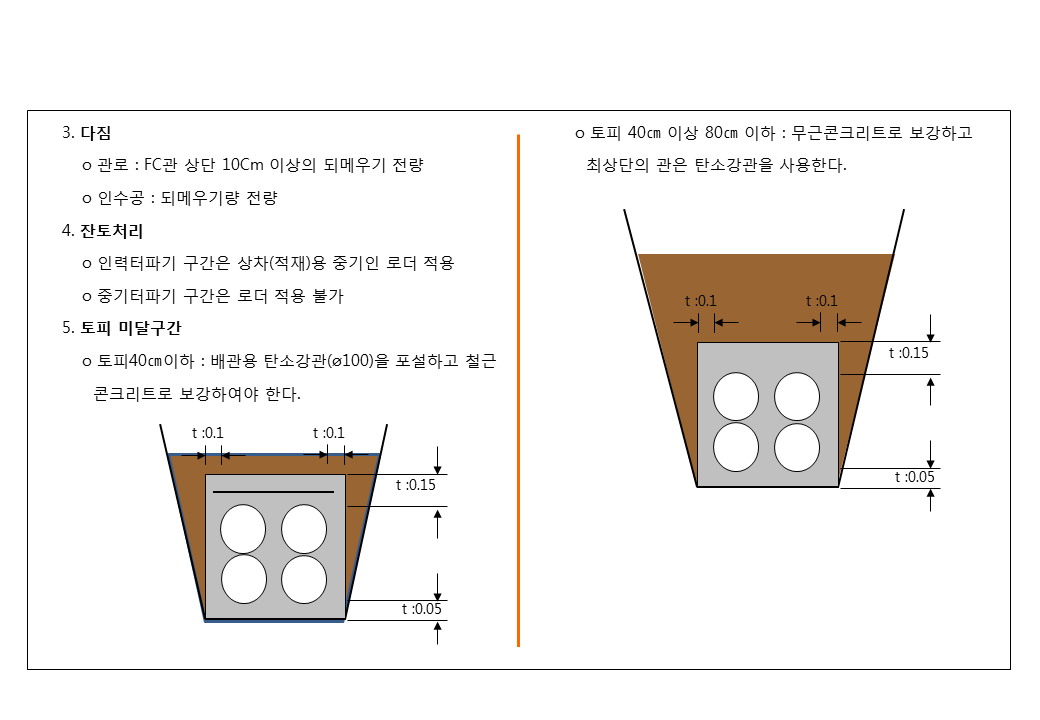 3. 다짐
ο 관로 : FC관 상단 10Cm 이상의 되메우기 전량
ο 인수공 : 되메우기량 전량
4. 잔토처리
ο 인력터파기 구간은 상차(적재)용 중기인 로더 적용
ο 중기터파기 구간은 로더 적용 불가
5. 토피 미달구간
ο 토피40㎝이하 : 배관용 탄소강관(ø100)을 포설하고 철근
콘크리트로 보강하여야 한다.
t :0.1
t :0.1
t :0.15
t :0.05
ο 토피 40㎝ 이상 80㎝ 이하 : 무근콘크리트로 보강하고
최상단의 관은 탄소강관을 사용한다.
t :0.1
t :0.1
t :0.15
t :0.05